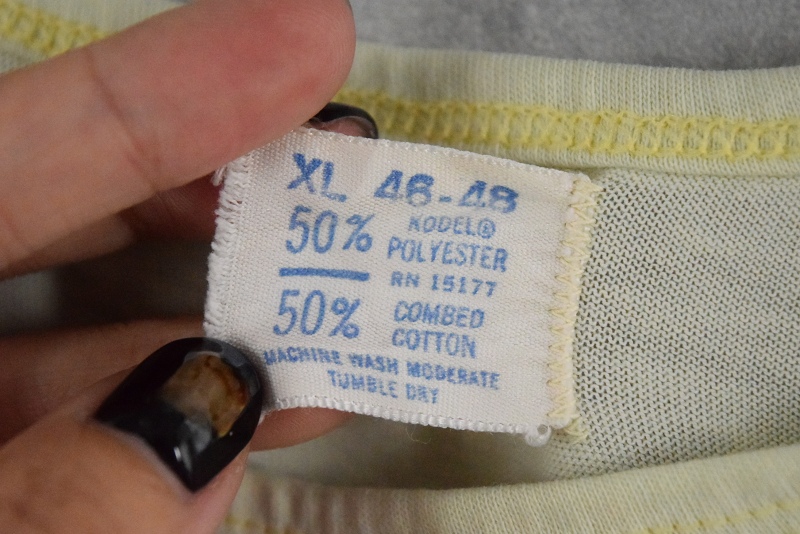 XL 46-48
50% KODEL®
POLYESTER
RN 15177
50% COMBED
COTTON
MACHINE WASH MODERATE
TUMBLE DRY